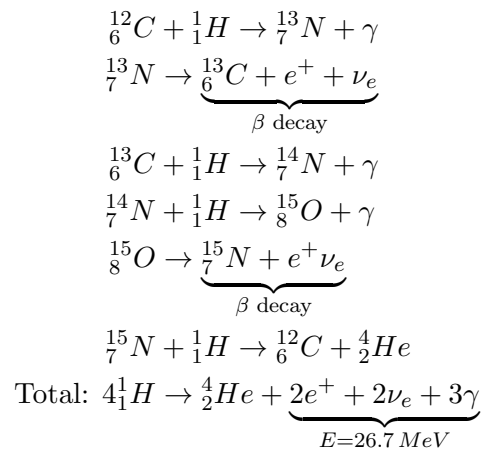 ¹²₆C + ¹₁H → ¹³₇N + γ
¹³₇N → ¹³₆C + e⁺ + νₑ
β decay
¹³₆C + ¹₁H → ¹⁴₇N + γ
¹⁴₇N + ¹₁H → ¹⁵₈O + γ
¹⁵₈O → ¹⁵₇N + e⁺νₑ
β decay
¹⁵₇N + ¹₁H → ¹²₆C + ⁴₂He
Total: 4¹₁H → ⁴₂He + 2e⁺ + 2νₑ + 3γ
E=26.7 MeV